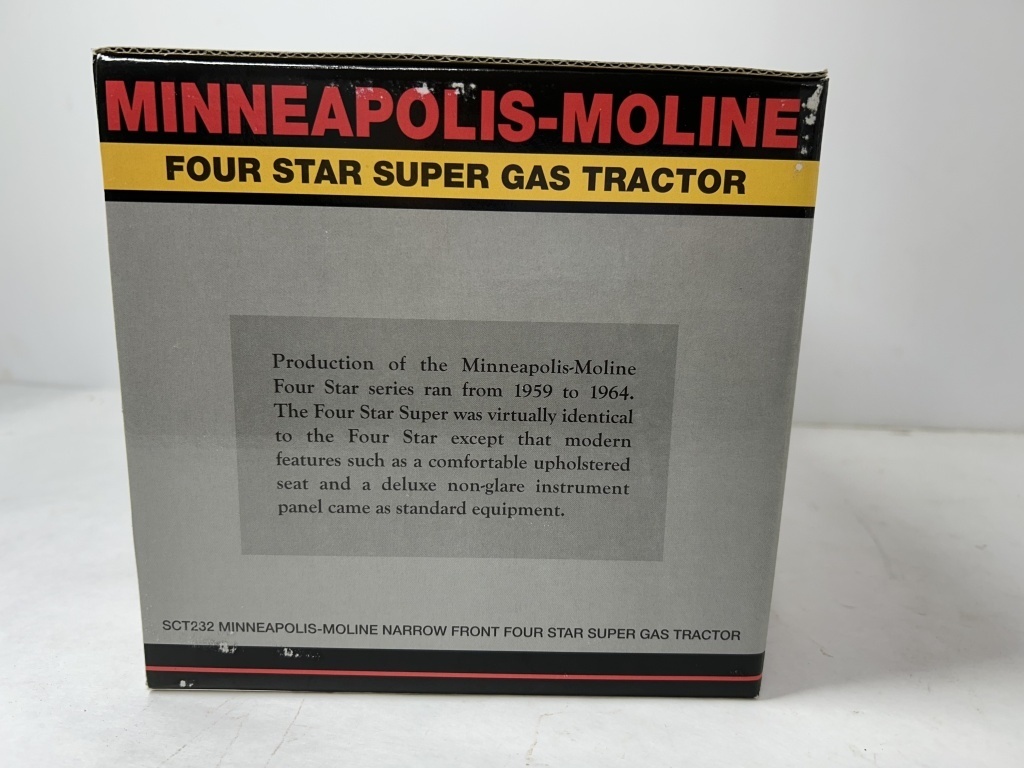 MINNEAPOLIS-MOLINE
FOUR STAR SUPER GAS TRACTOR
Production of the Minneapolis-Moline
Four Star series ran from 1959 to 1964.
The Four Star Super was virtually identical
to the Four Star except that modern
features such as a comfortable upholstered
seat and a deluxe non-glare instrument
panel came as standard equipment.
SCT232 MINNEAPOLIS-MOLINE NARROW FRONT FOUR STAR SUPER GAS TRACTOR